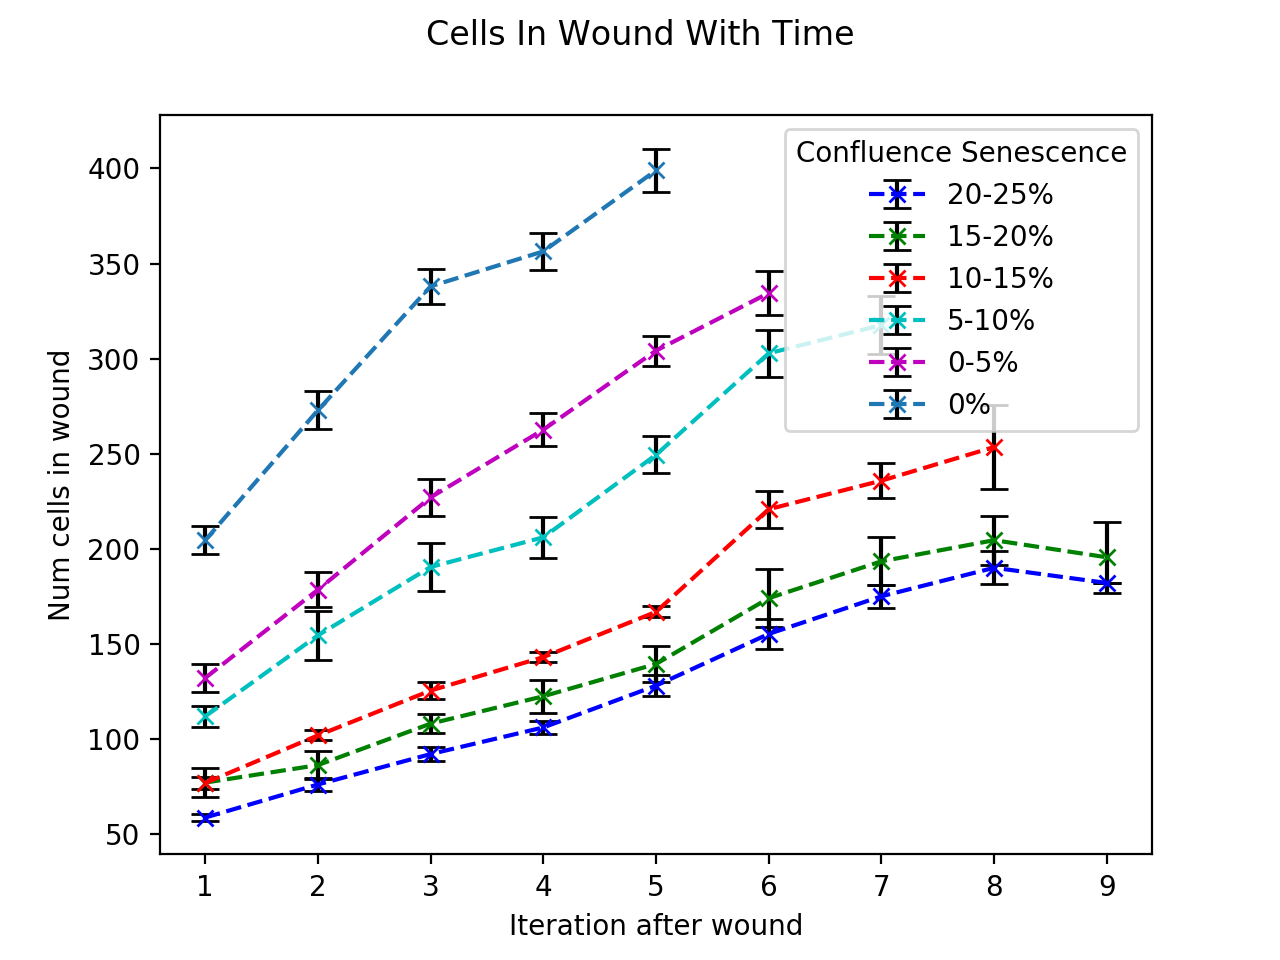 Cells In Wound With Time
Confluence Senescence
20-25%
15-20%
10-15%
5-10%
0-5%
0%
Num cells in wound
400
350
300
250
200
150
100
50
1 2 3 4 5 6 7 8 9
Iteration after wound